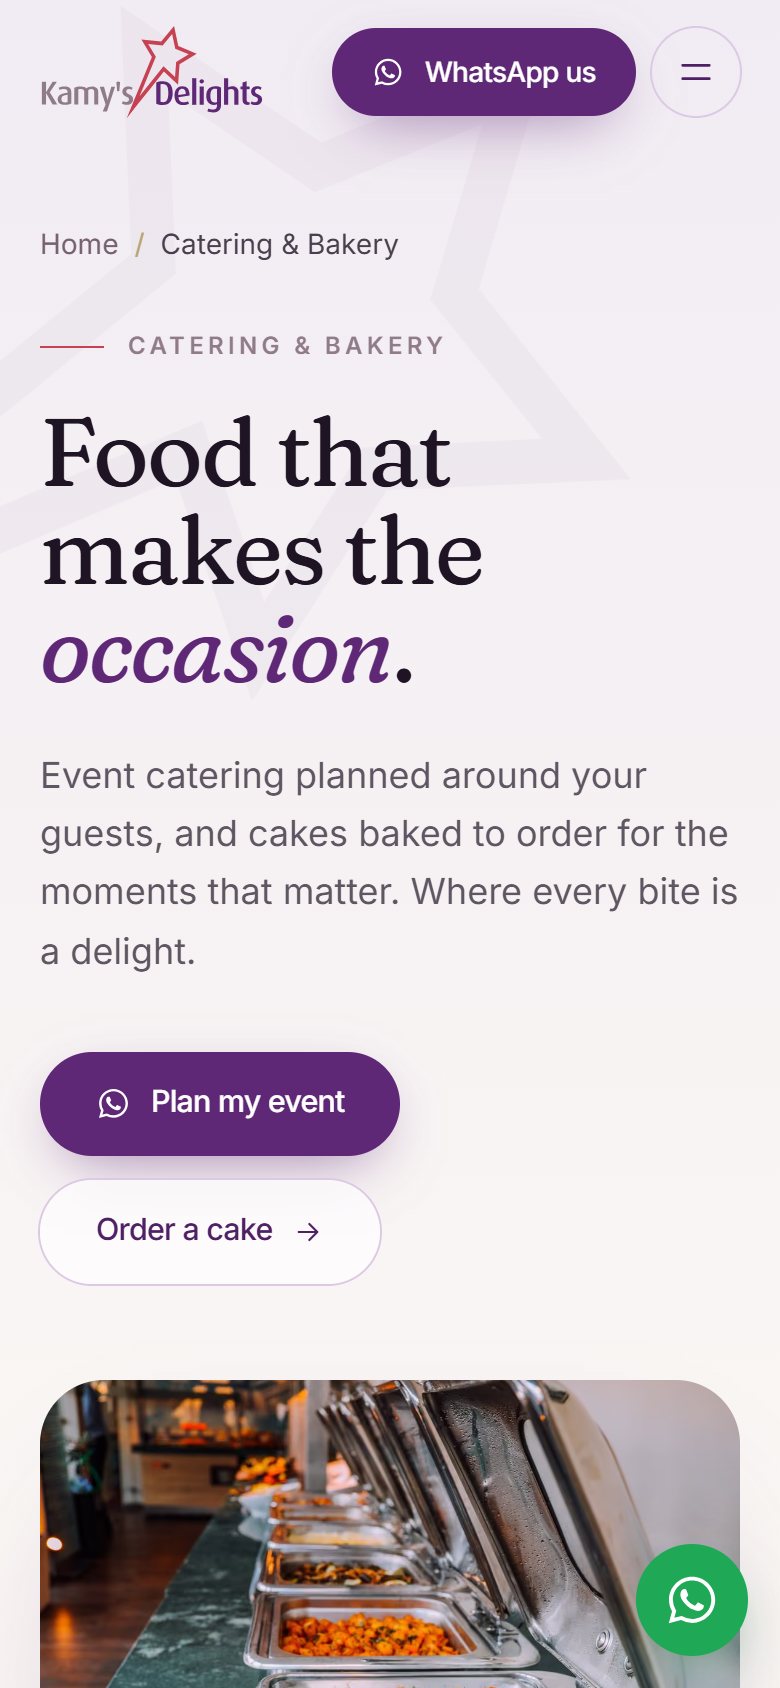 Kamy's Delights
WhatsApp us
Home / Catering & Bakery
CATERING & BAKERY
Food that
makes the
occasion.
Event catering planned around your
guests, and cakes baked to order for the
moments that matter. Where every bite is
a delight.
Plan my event
Order a cake →